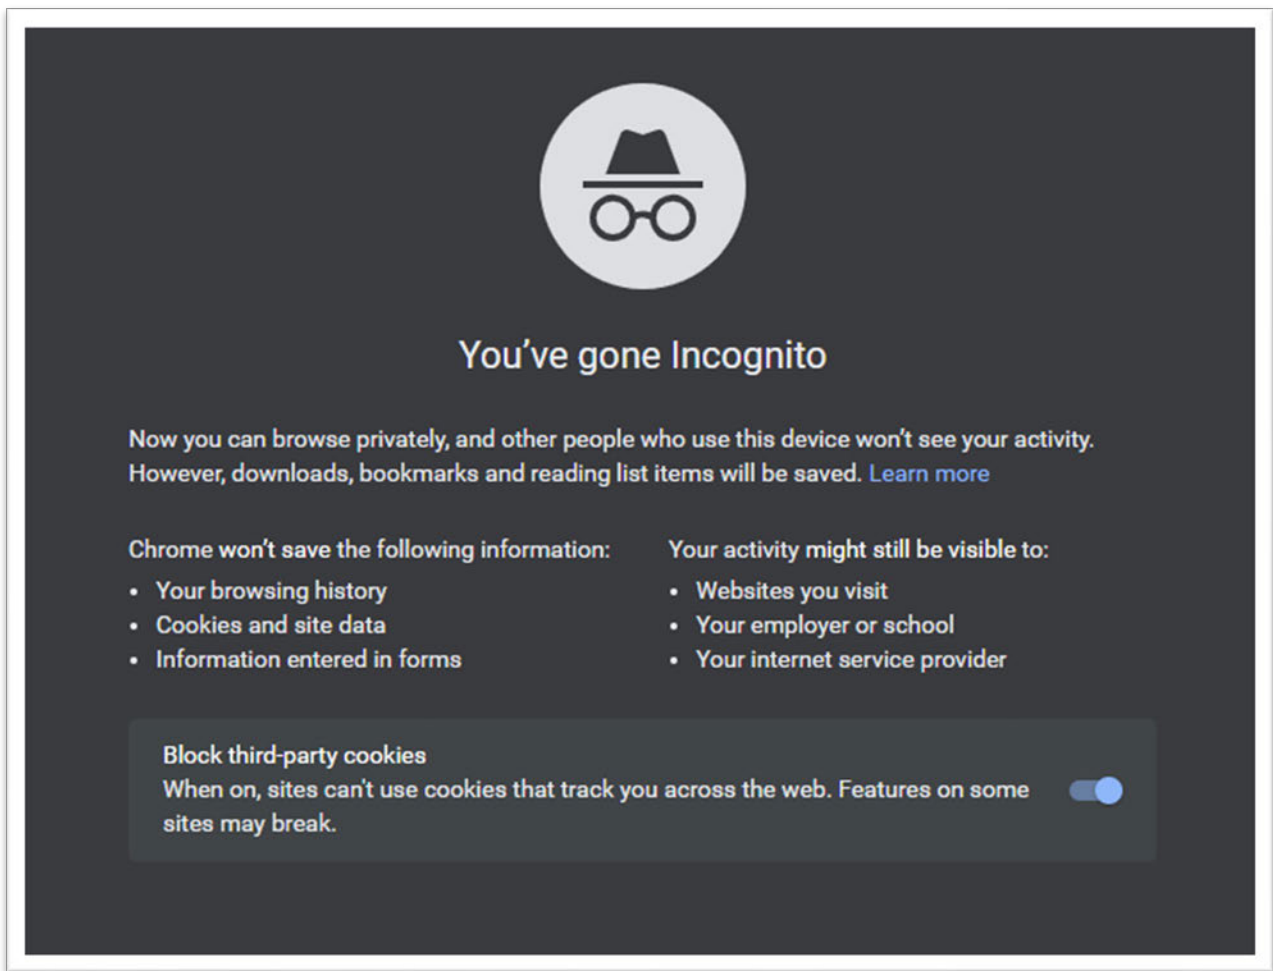 You've gone Incognito
Now you can browse privately, and other people who use this device won't see your activity.
However, downloads, bookmarks and reading list items will be saved. Learn more
Chrome won't save the following information:
• Your browsing history
• Cookies and site data
• Information entered in forms
Your activity might still be visible to:
• Websites you visit
• Your employer or school
• Your internet service provider
Block third-party cookies
When on, sites can't use cookies that track you across the web. Features on some
sites may break.